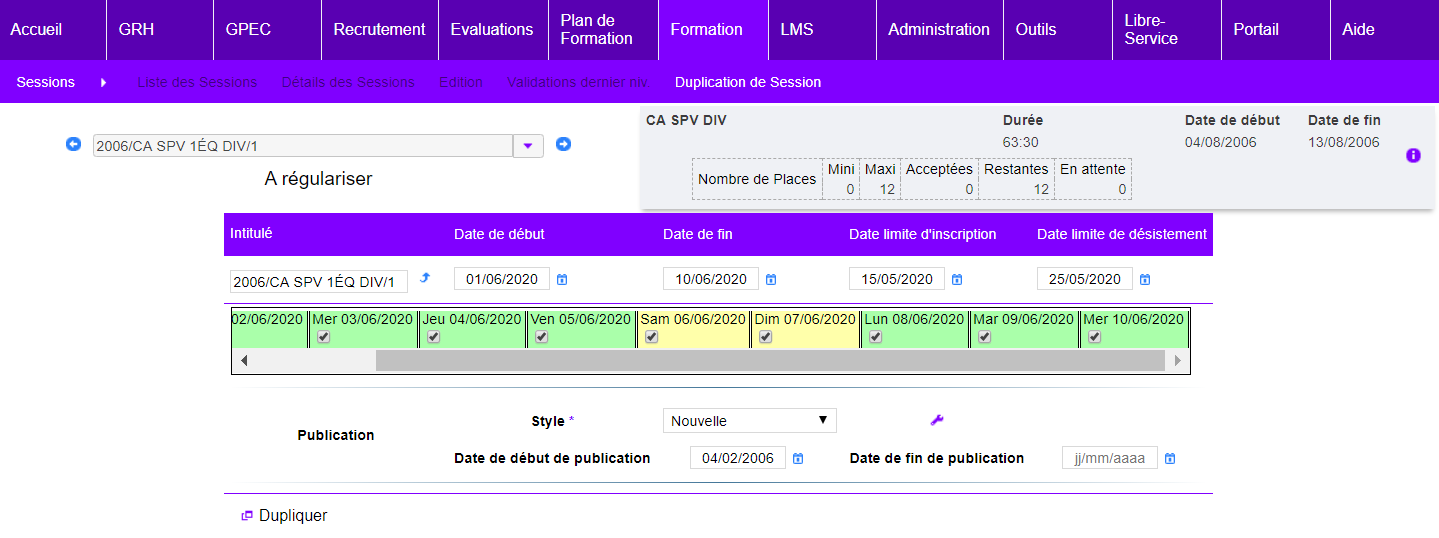 Accueil
GRH
GPEC
Recrutement
Evaluations
Plan de
Formation
Formation
LMS
Administration
Outils
Libre-
Service
Portail
Aide
Sessions Liste des Sessions Détails des Sessions Edition Validations dernier niv. Duplication de Session
2006/CA SPV 1ÉQ DIV/1
A régulariser
CA SPV DIV Durée Date de début Date de fin
63:30 04/08/2006 13/08/2006
Nombre de Places Mini Maxi Acceptées Restantes En attente
0 12 0 12 0
Intitulé Date de début Date de fin Date limite d'inscription Date limite de désistement
2006/CA SPV 1ÉQ DIV/1 01/06/2020 10/06/2020 15/05/2020 25/05/2020
02/06/2020 Mer 03/06/2020 Jeu 04/06/2020 Ven 05/06/2020 Sam 06/06/2020 Dim 07/06/2020 Lun 08/06/2020 Mar 09/06/2020 Mer 10/06/2020
Publication
Style * Nouvelle
Date de début de publication 04/02/2006 Date de fin de publication jj/mm/aaaa
Dupliquer